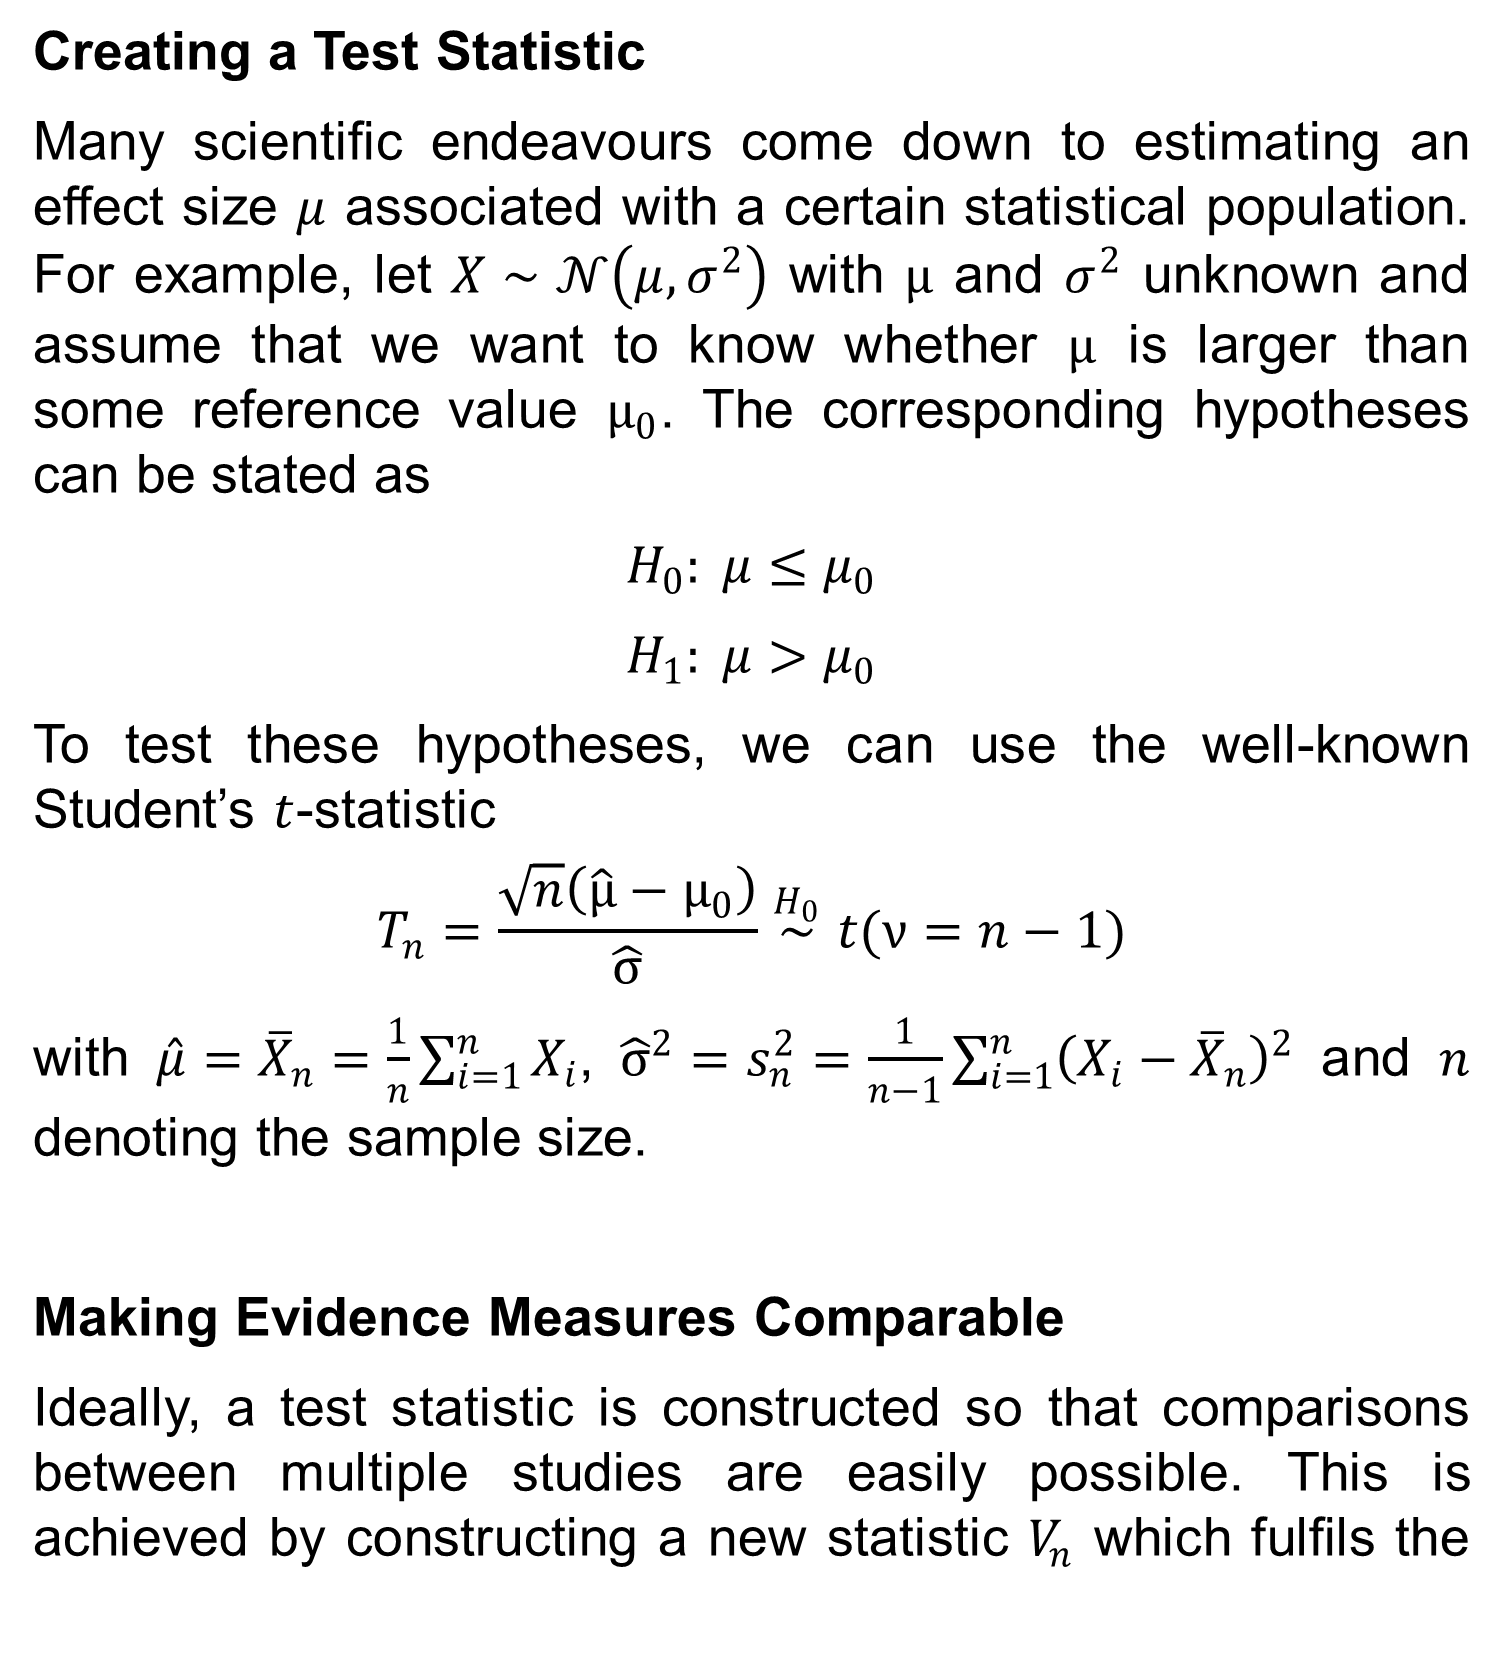 Creating a Test Statistic
Many scientific endeavours come down to estimating an
effect size μ associated with a certain statistical population.
For example, let X ~ 𝒩(μ, σ²) with μ and σ² unknown and
assume that we want to know whether μ is larger than
some reference value μ₀. The corresponding hypotheses
can be stated as
H₀: μ ≤ μ₀
H₁: μ > μ₀
To test these hypotheses, we can use the well-known
Student’s t-statistic
Tₙ = √n(μ̂ − μ₀) / σ̂ ~^{H₀} t(ν = n − 1)
with μ̂ = X̄ₙ = 1/n ∑ⁿᵢ₌₁ Xᵢ, σ̂² = sₙ² = 1/(n−1) ∑ⁿᵢ₌₁(Xᵢ − X̄ₙ)² and n
denoting the sample size.
Making Evidence Measures Comparable
Ideally, a test statistic is constructed so that comparisons
between multiple studies are easily possible. This is
achieved by constructing a new statistic Vₙ which fulfils the